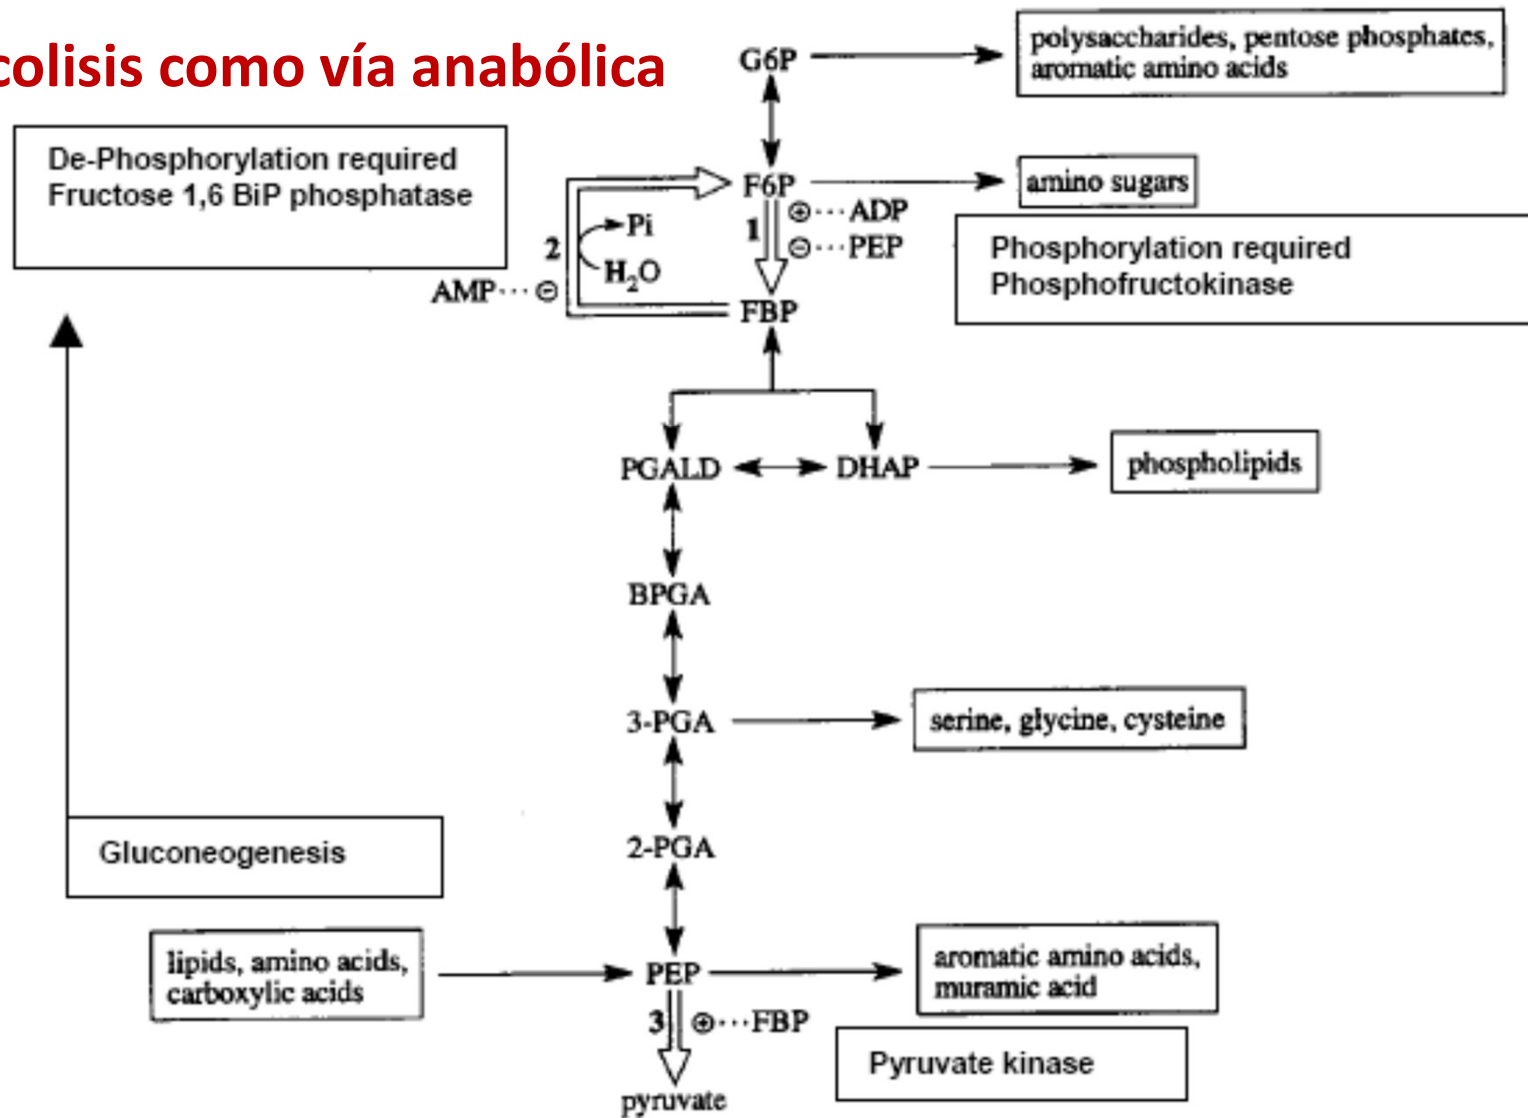 colisis como vía anabólica
G6P
polysaccharides, pentose phosphates,
aromatic amino acids
De-Phosphorylation required
Fructose 1,6 BiP phosphatase
F6P
amino sugars
1
⊕···ADP
⊖···PEP
2
Pi
H₂O
AMP···⊖
Phosphorylation required
Phosphofructokinase
FBP
PGALD
DHAP
phospholipids
BPGA
3-PGA
serine, glycine, cysteine
2-PGA
Gluconeogenesis
lipids, amino acids,
carboxylic acids
PEP
aromatic amino acids,
muramic acid
3
⊕···FBP
Pyruvate kinase
pyruvate